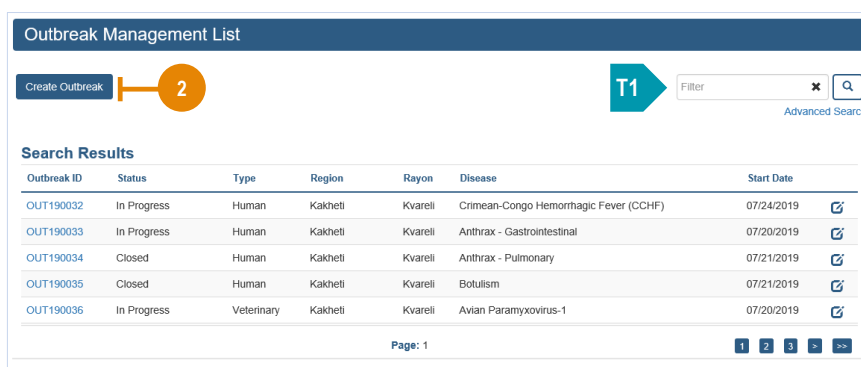 Outbreak Management List
Create Outbreak 2 T1 Filter
Advanced Searc
Search Results
Outbreak ID Status Type Region Rayon Disease Start Date
OUT190032 In Progress Human Kakheti Kvareli Crimean-Congo Hemorrhagic Fever (CCHF) 07/24/2019
OUT190033 In Progress Human Kakheti Kvareli Anthrax - Gastrointestinal 07/20/2019
OUT190034 Closed Human Kakheti Kvareli Anthrax - Pulmonary 07/21/2019
OUT190035 Closed Human Kakheti Kvareli Botulism 07/21/2019
OUT190036 In Progress Veterinary Kakheti Kvareli Avian Paramyxovirus-1 07/20/2019
Page: 1 1 2 3 > >>